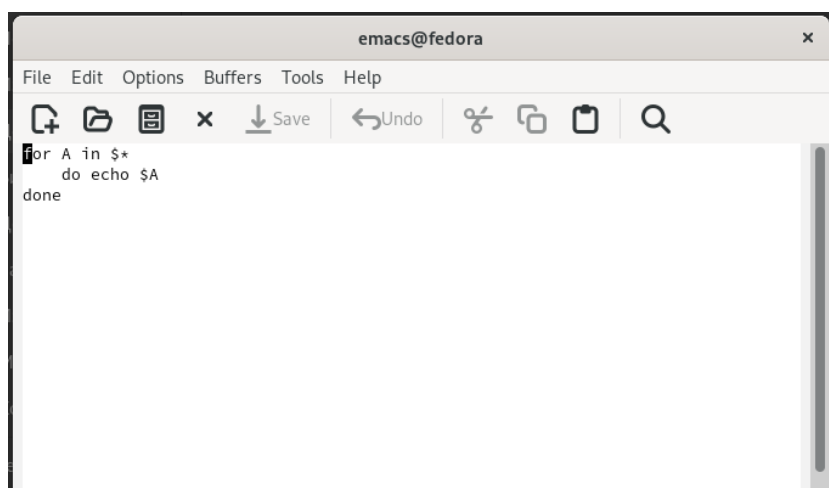 emacs@fedora ×
File Edit Options Buffers Tools Help
Save Undo
for A in $*
    do echo $A
done